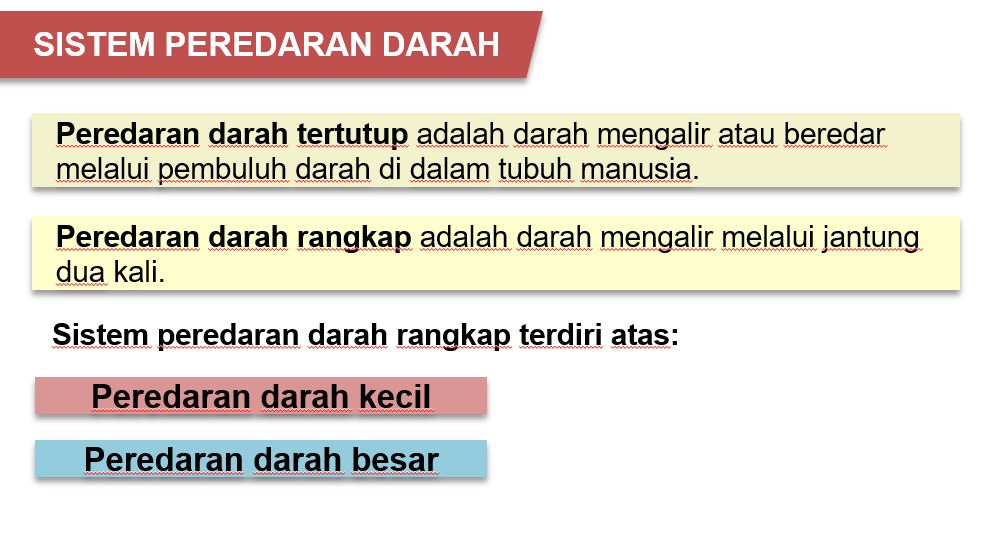 SISTEM PEREDARAN DARAH
Peredaran darah tertutup adalah darah mengalir atau beredar
melalui pembuluh darah di dalam tubuh manusia.
Peredaran darah rangkap adalah darah mengalir melalui jantung
dua kali.
Sistem peredaran darah rangkap terdiri atas:
Peredaran darah kecil
Peredaran darah besar